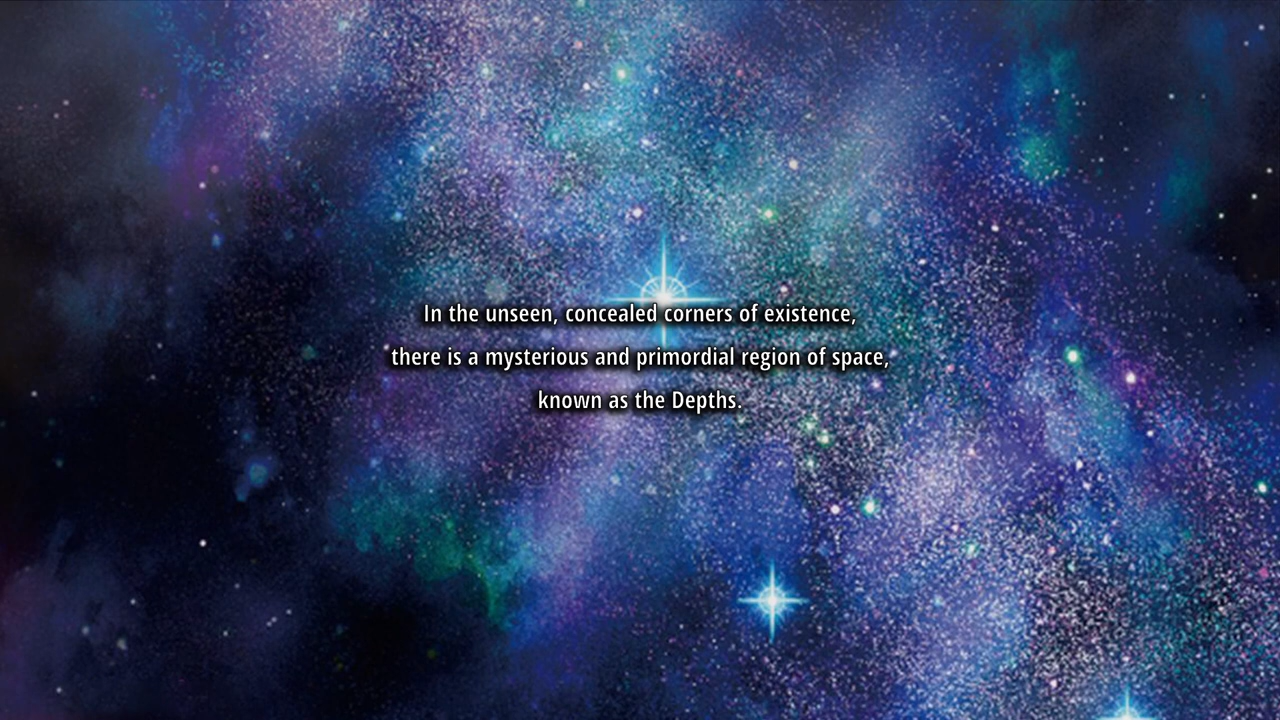 In the unseen, concealed corners of existence,
there is a mysterious and primordial region of space,
known as the Depths.